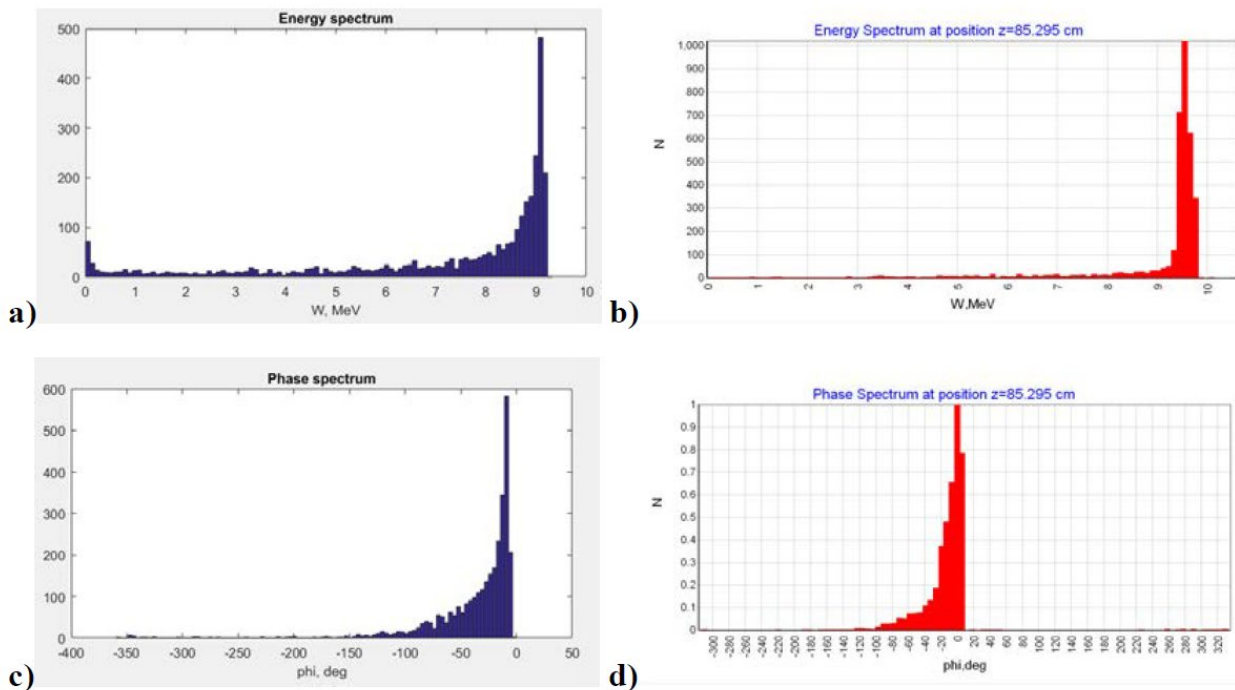 Energy spectrum
500
400
300
200
100
0
0 1 2 3 4 5 6 7 8 9 10
W, MeV
a)
Energy Spectrum at position z=85.295 cm
1,000
900
800
700
600
500
400
300
200
100
0
N
0 1 2 3 4 5 6 7 8 9 10
W,MeV
b)
Phase spectrum
600
500
400
300
200
100
0
-400 -350 -300 -250 -200 -150 -100 -50 0 50
phi, deg
c)
Phase Spectrum at position z=85.295 cm
1
0.9
0.8
0.7
0.6
0.5
0.4
0.3
0.2
0.1
0
N
-300 -280 -260 -240 -220 -200 -180 -160 -140 -120 -100 -80 -60 -40 -20 0 20 40 60 80 100 120 140 160 180 200 220 240 260 280 300 320
phi,deg
d)